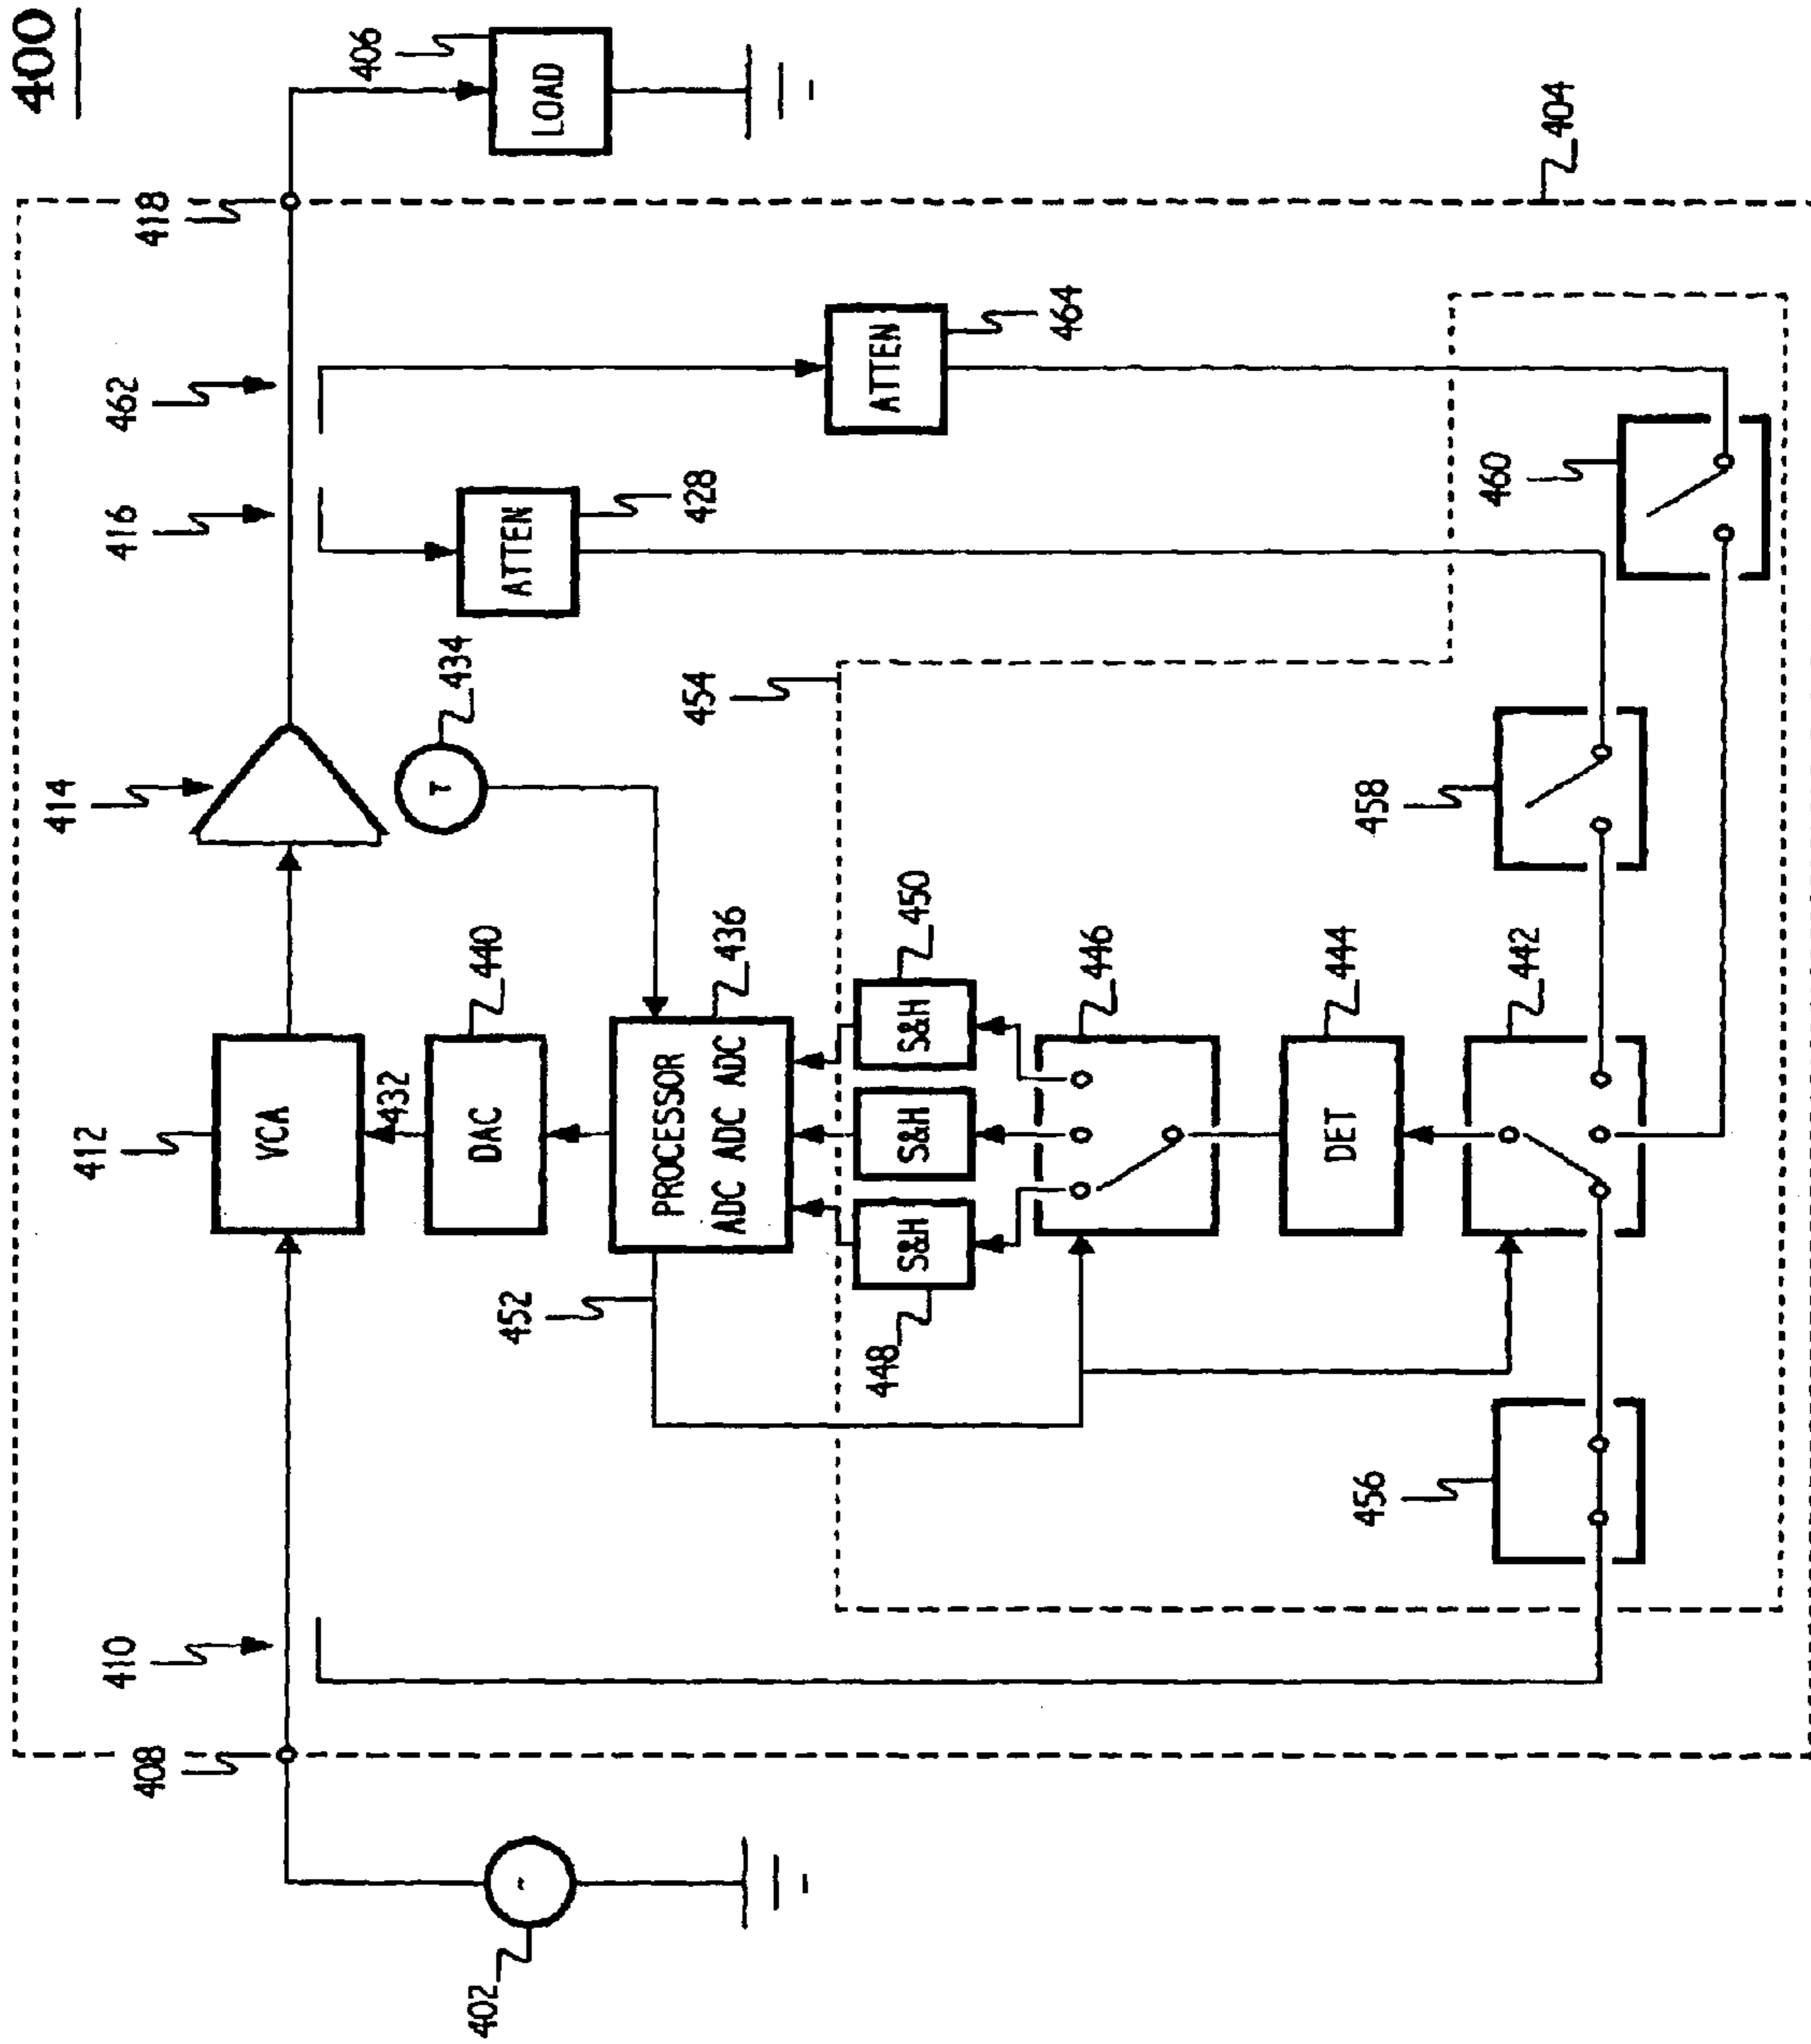 400
462
418
406
LOAD
416
414
412
VCA
410
408
402
~
432
440
DAC
434
T
428
ATTEN
464
ATTEN
404
452
436
PROCESSOR
ADC ADC ADC
454
S&H
S&H
S&H
448
450
446
444
DET
442
456
458
460